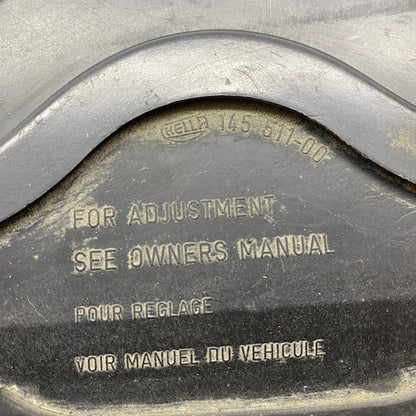 HELLA 145 511-00
FOR ADJUSTMENT
SEE OWNERS MANUAL
POUR REGLAGE
VOIR MANUEL DU VEHICULE